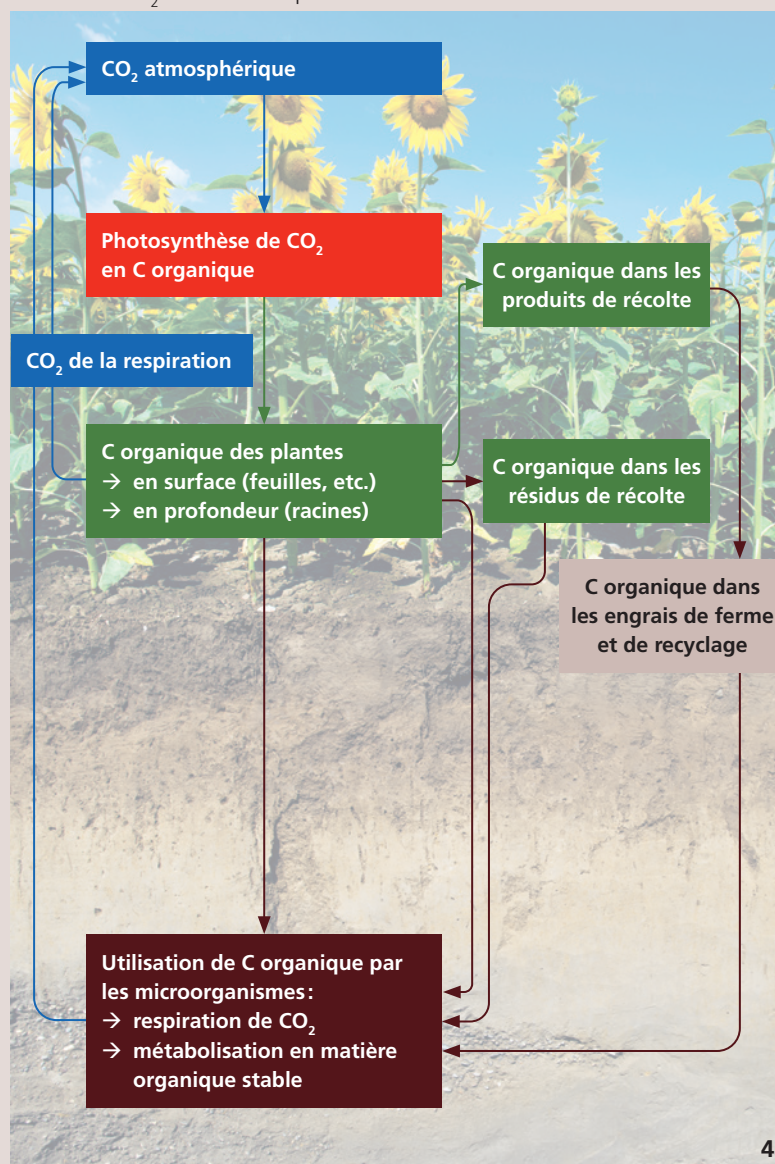 CO₂ atmosphérique
Photosynthèse de CO₂
en C organique
C organique dans les
produits de récolte
CO₂ de la respiration
C organique des plantes
→ en surface (feuilles, etc.)
→ en profondeur (racines)
C organique dans les
résidus de récolte
C organique dans
les engrais de ferme
et de recyclage
Utilisation de C organique par
les microorganismes :
→ respiration de CO₂
→ métabolisation en matière
organique stable
4